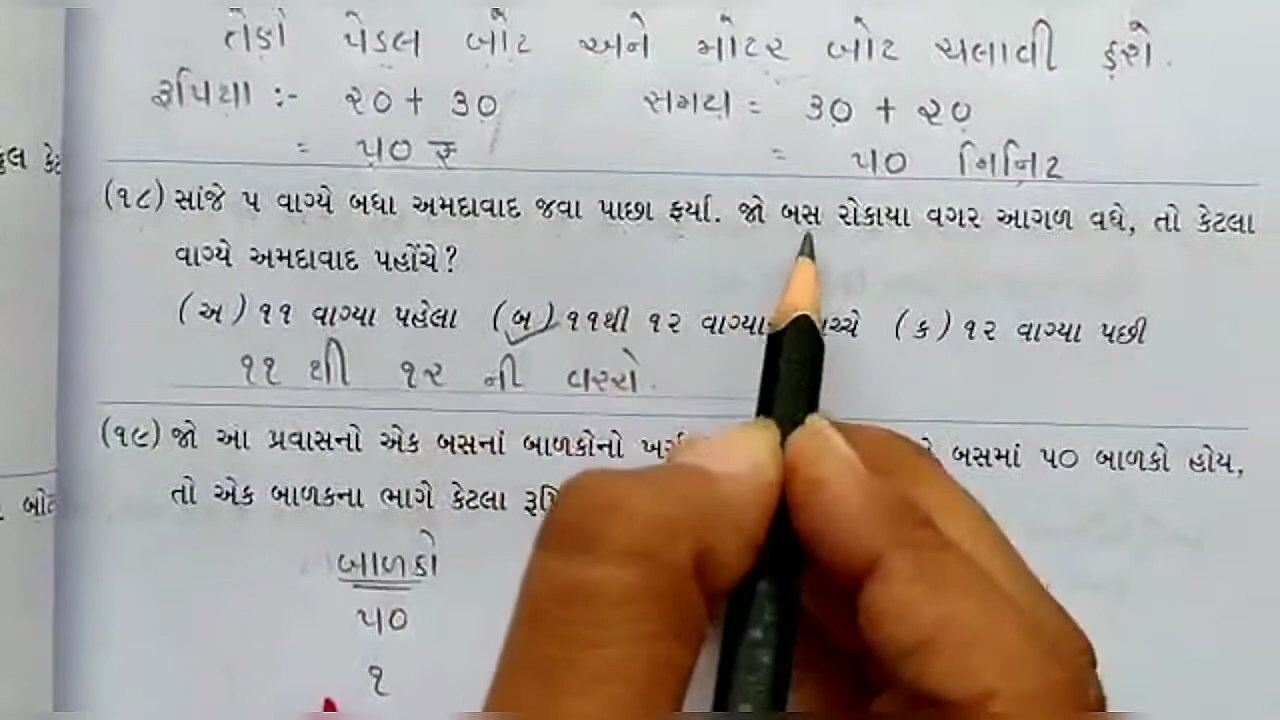 તેણે પેડલ બોટ અને મોટર બોટ ચલાવી હશે.
રૂપિયા :- ૨૦ + ૩૦ સમય = ૩૦ + ૨૦
= ૫૦ ₹ = ૫૦ મિનિટ
(૧૮) સાંજે ૫ વાગ્યે બધા અમદાવાદ જવા પાછા ફર્યા. જો બસ રોકાયા વગર આગળ વધે, તો કેટલા
વાગ્યે અમદાવાદ પહોંચે?
(અ) ૧૧ વાગ્યા પહેલા (બ) ૧૧થી ૧૨ વાગ્યાની વચ્ચે (ક) ૧૨ વાગ્યા પછી
૧૧ થી ૧૨ ની વચ્ચે.
(૧૯) જો આ પ્રવાસનો એક બસનાં બાળકોનો બસમાં ૫૦ બાળકો હોય,
તો એક બાળકના ભાગે કેટલા
બાળકો
૫૦
૧